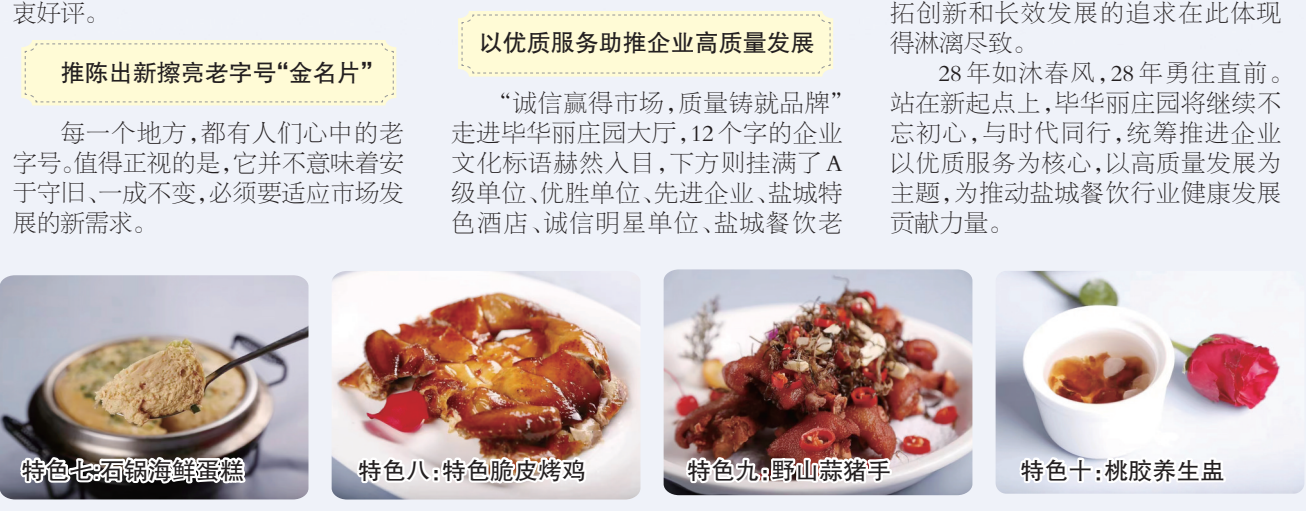 衷好评。
推陈出新擦亮老字号“金名片”
每一个地方，都有人们心中的老
字号。值得正视的是，它并不意味着安
于守旧、一成不变，必须要适应市场发
展的新需求。
以优质服务助推企业高质量发展
“诚信赢得市场，质量铸就品牌”
走进毕华丽庄园大厅，12个字的企业
文化标语赫然入目，下方则挂满了A
级单位、优胜单位、先进企业、盐城特
色酒店、诚信明星单位、盐城餐饮老
拓创新和长效发展的追求在此体现
得淋漓尽致。
28年如沐春风，28年勇往直前。
站在新起点上，毕华丽庄园将继续不
忘初心，与时代同行，统筹推进企业
以优质服务为核心，以高质量发展为
主题，为推动盐城餐饮行业健康发展
贡献力量。
特色七：石锅海鲜蛋糕
特色八：特色脆皮烤鸡
特色九：野山蒜猪手
特色十：桃胶养生盅